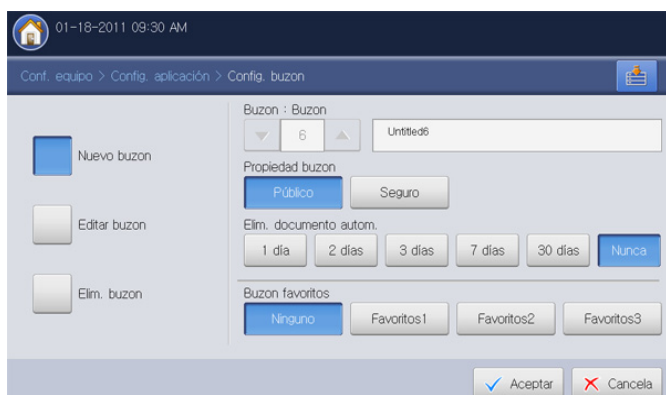 01-18-2011 09:30 AM
Conf. equipo > Config. aplicación > Config. buzon
Buzon : Buzon
6
Untitled6
Nuevo buzon
Propiedad buzon
Público
Seguro
Editar buzon
Elim. documento autom.
1 día
2 días
3 días
7 días
30 días
Nunca
Elim. buzon
Buzon favoritos
Ninguno
Favoritos1
Favoritos2
Favoritos3
Aceptar
Cancela